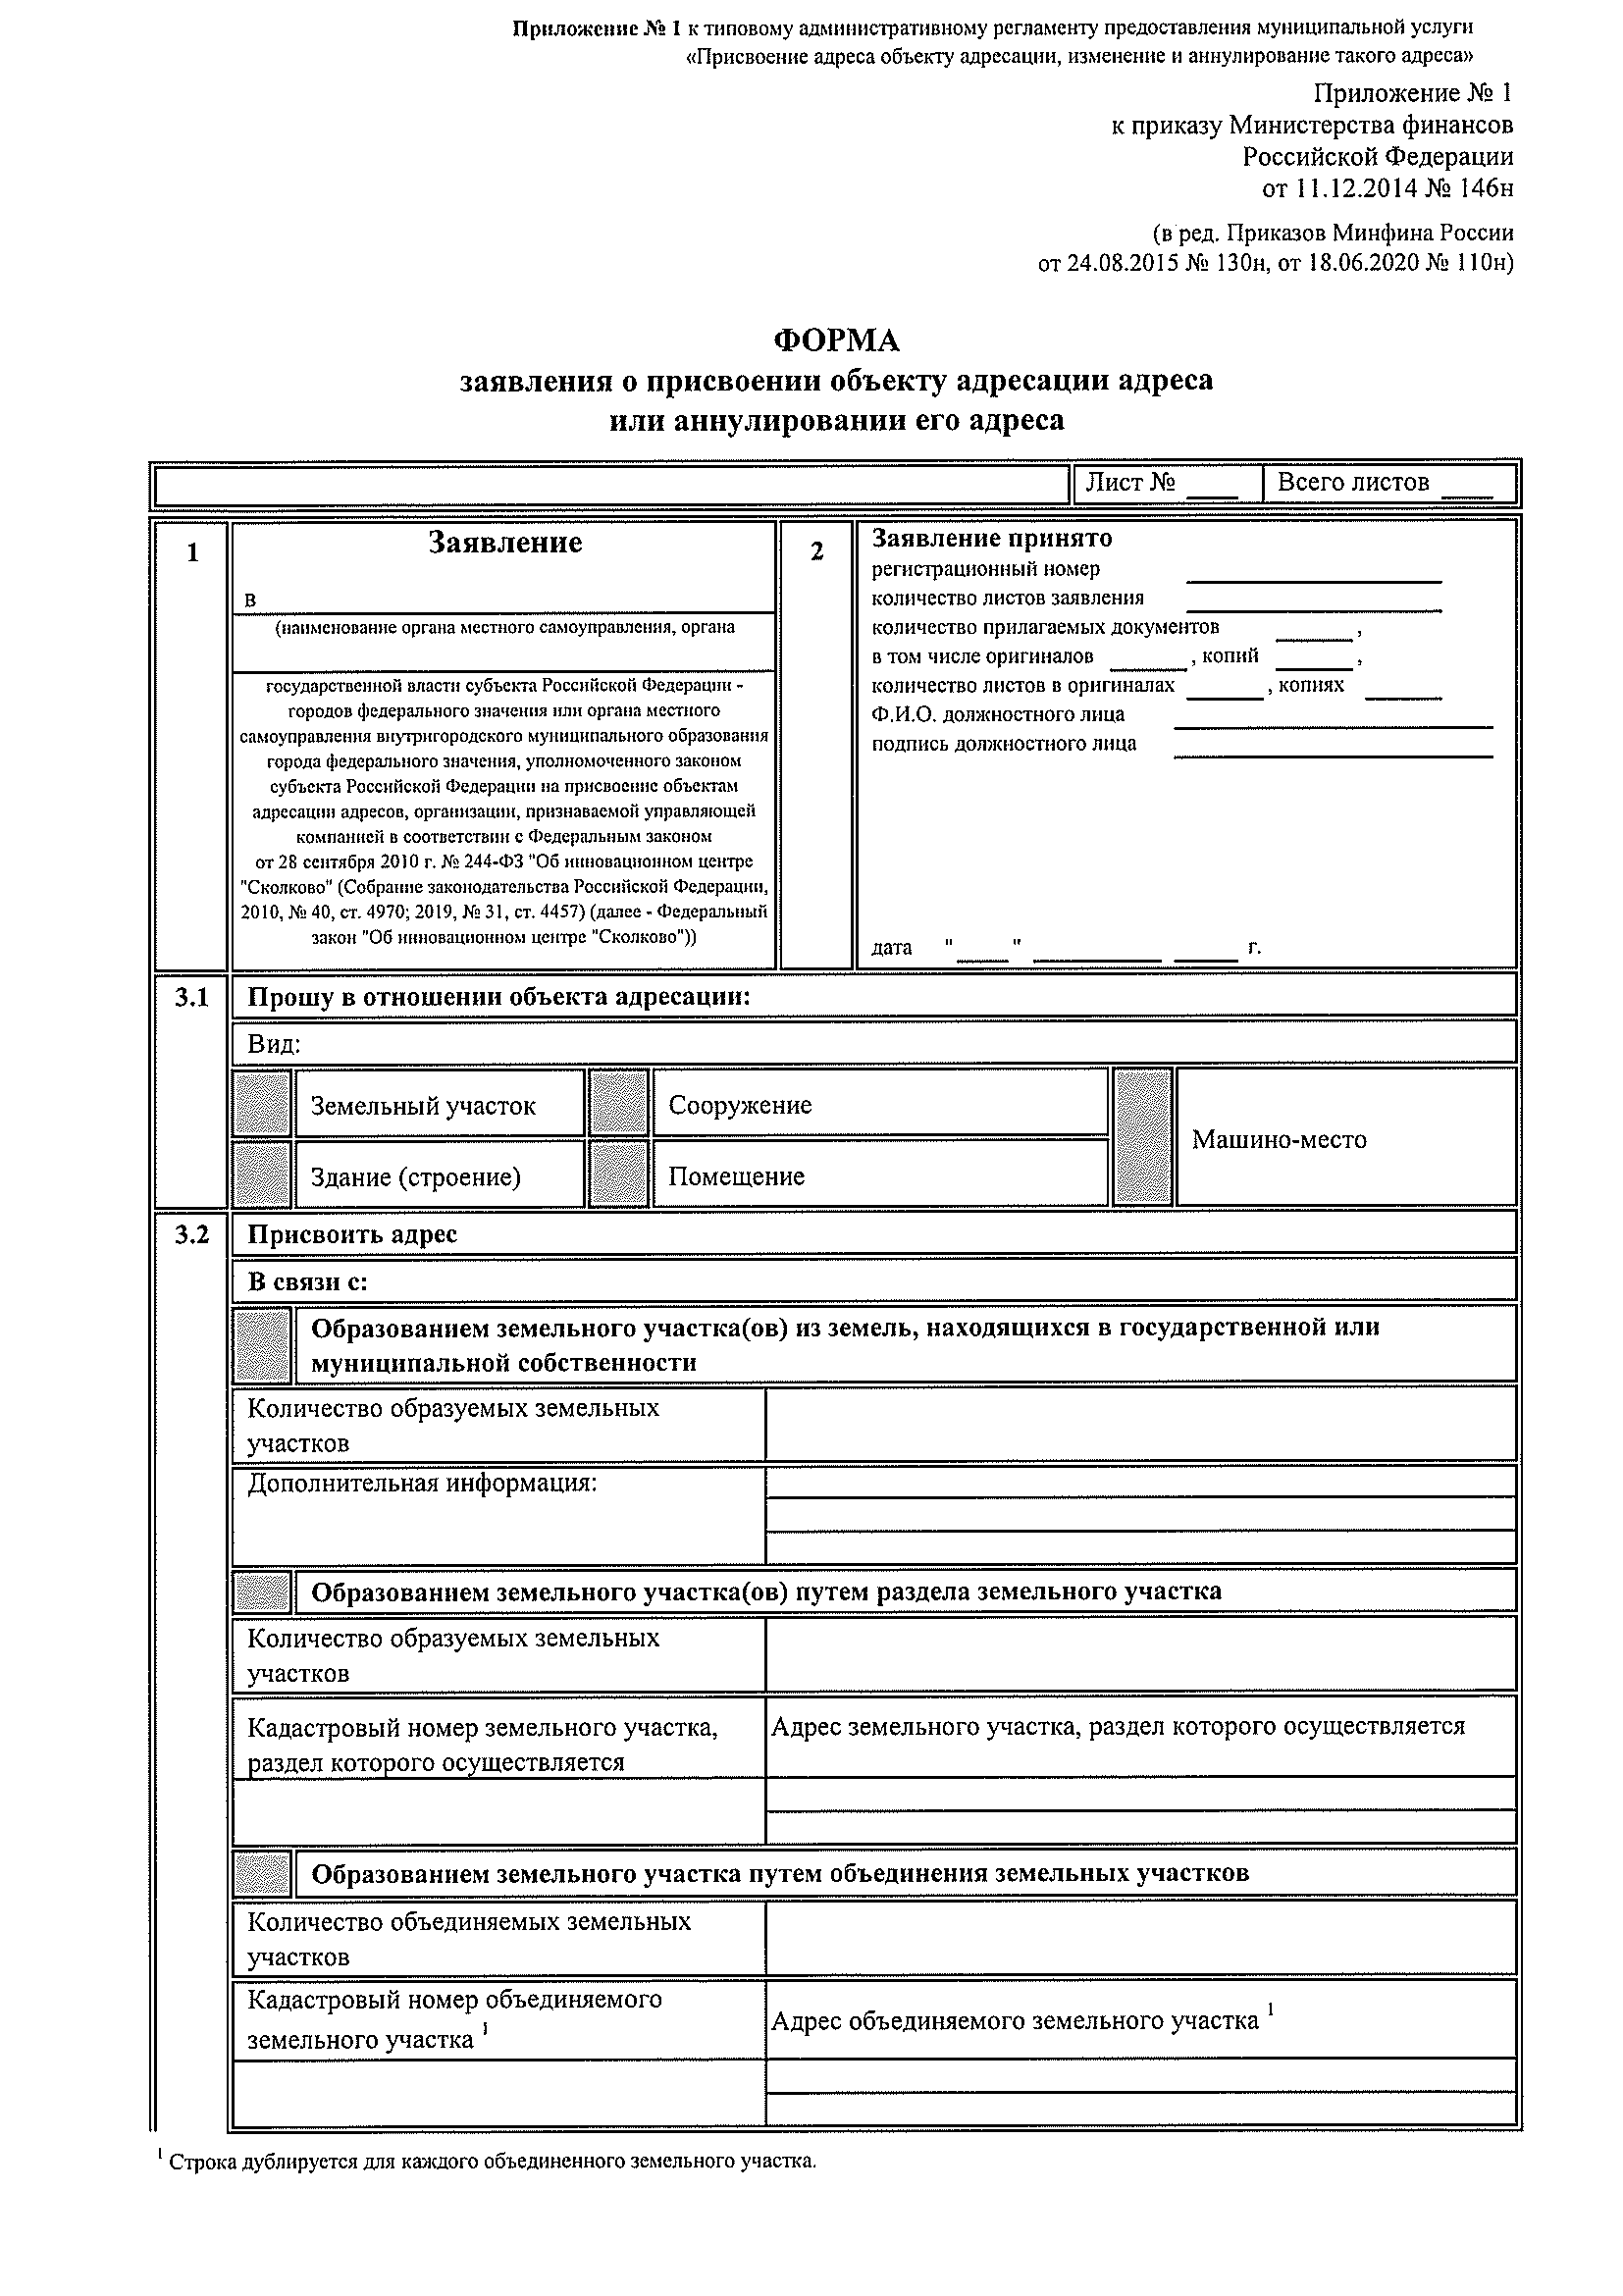 Приложение № 1 к типовому административному регламенту предоставления муниципальной услуги
«Присвоение адреса объекту адресации, изменение и аннулирование такого адреса»
Приложение № 1
к приказу Министерства финансов
Российской Федерации
от 11.12.2014 № 146н
(в ред. Приказов Минфина России
от 24.08.2015 № 130н, от 18.06.2020 № 110н)
ФОРМА
заявления о присвоении объекту адресации адреса
или аннулировании его адреса
Лист № ____ Всего листов ____
1
Заявление
в
(наименование органа местного самоуправления, органа
государственной власти субъекта Российской Федерации -
городов федерального значения или органа местного
самоуправления внутригородского муниципального образования
города федерального значения, уполномоченного законом
субъекта Российской Федерации на присвоение объектам
адресации адресов, организации, признаваемой управляющей
компанией в соответствии с Федеральным законом
от 28 сентября 2010 г. № 244-ФЗ "Об инновационном центре
"Сколково" (Собрание законодательства Российской Федерации,
2010, № 40, ст. 4970; 2019, № 31, ст. 4457) (далее - Федеральный
закон "Об инновационном центре "Сколково"))
2
Заявление принято
регистрационный номер ____
количество листов заявления ____
количество прилагаемых документов ____,
в том числе оригиналов ____, копий ____,
количество листов в оригиналах ____, копиях ____
Ф.И.О. должностного лица ____
подпись должностного лица ____
дата "____" ____ ____ г.
3.1
Прошу в отношении объекта адресации:
Вид:
Земельный участок
Сооружение
Машино-место
Здание (строение)
Помещение
3.2
Присвоить адрес
В связи с:
Образованием земельного участка(ов) из земель, находящихся в государственной или
муниципальной собственности
Количество образуемых земельных
участков
Дополнительная информация:
Образованием земельного участка(ов) путем раздела земельного участка
Количество образуемых земельных
участков
Кадастровый номер земельного участка,
раздел которого осуществляется
Адрес земельного участка, раздел которого осуществляется
Образованием земельного участка путем объединения земельных участков
Количество объединяемых земельных
участков
Кадастровый номер объединяемого
земельного участка ¹
Адрес объединяемого земельного участка ¹
¹ Строка дублируется для каждого объединенного земельного участка.